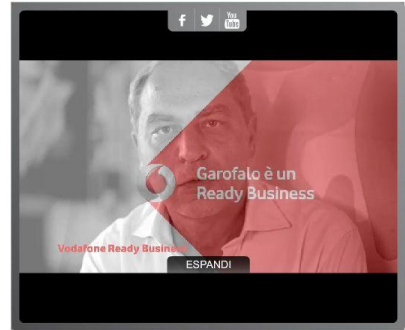 f
You
Tube
Garofalo è un
Ready Business
Vodafone Ready Business
ESPANDI